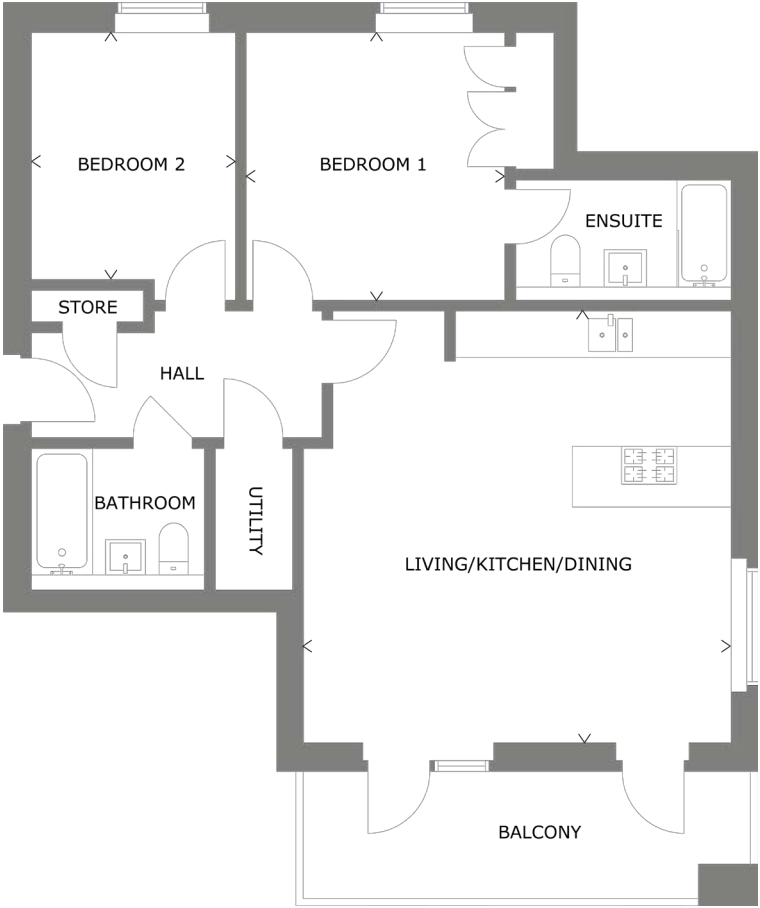 BEDROOM 2
BEDROOM 1
ENSUITE
STORE
HALL
BATHROOM
UTILITY
LIVING/KITCHEN/DINING
BALCONY